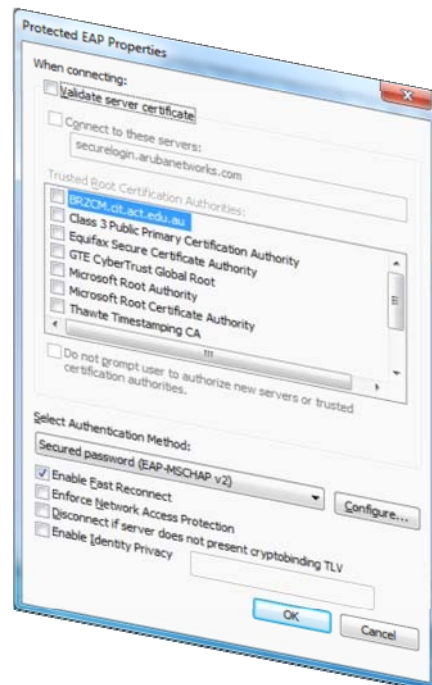 Protected EAP Properties
When connecting:
Validate server certificate
Connect to these servers:
securelogin.arubanetworks.com
Trusted Root Certification Authorities:
BRZCM.cit.act.edu.au
Class 3 Public Primary Certification Authority
Equifax Secure Certificate Authority
GTE CyberTrust Global Root
Microsoft Root Authority
Microsoft Root Certificate Authority
Thawte Timestamping CA
Do not prompt user to authorize new servers or trusted
certification authorities.
Select Authentication Method:
Secured password (EAP-MSCHAP v2)
Configure...
Enable Fast Reconnect
Enforce Network Access Protection
Disconnect if server does not present cryptobinding TLV
Enable Identity Privacy
OK
Cancel